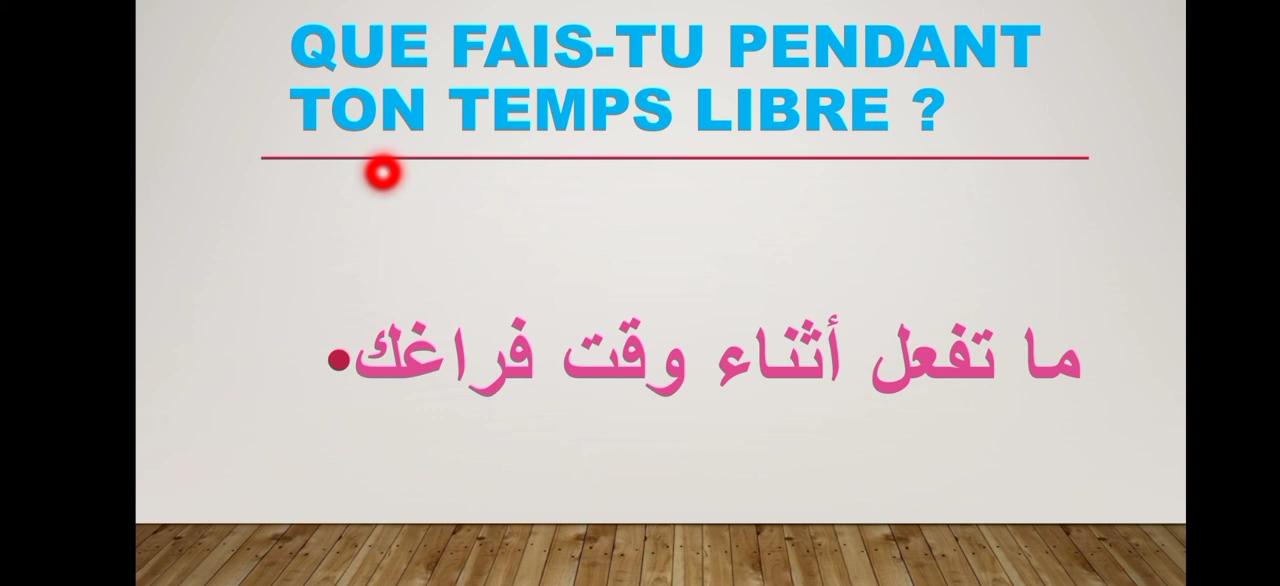 QUE FAIS-TU PENDANT
TON TEMPS LIBRE ?
ما تفعل أثناء وقت فراغك